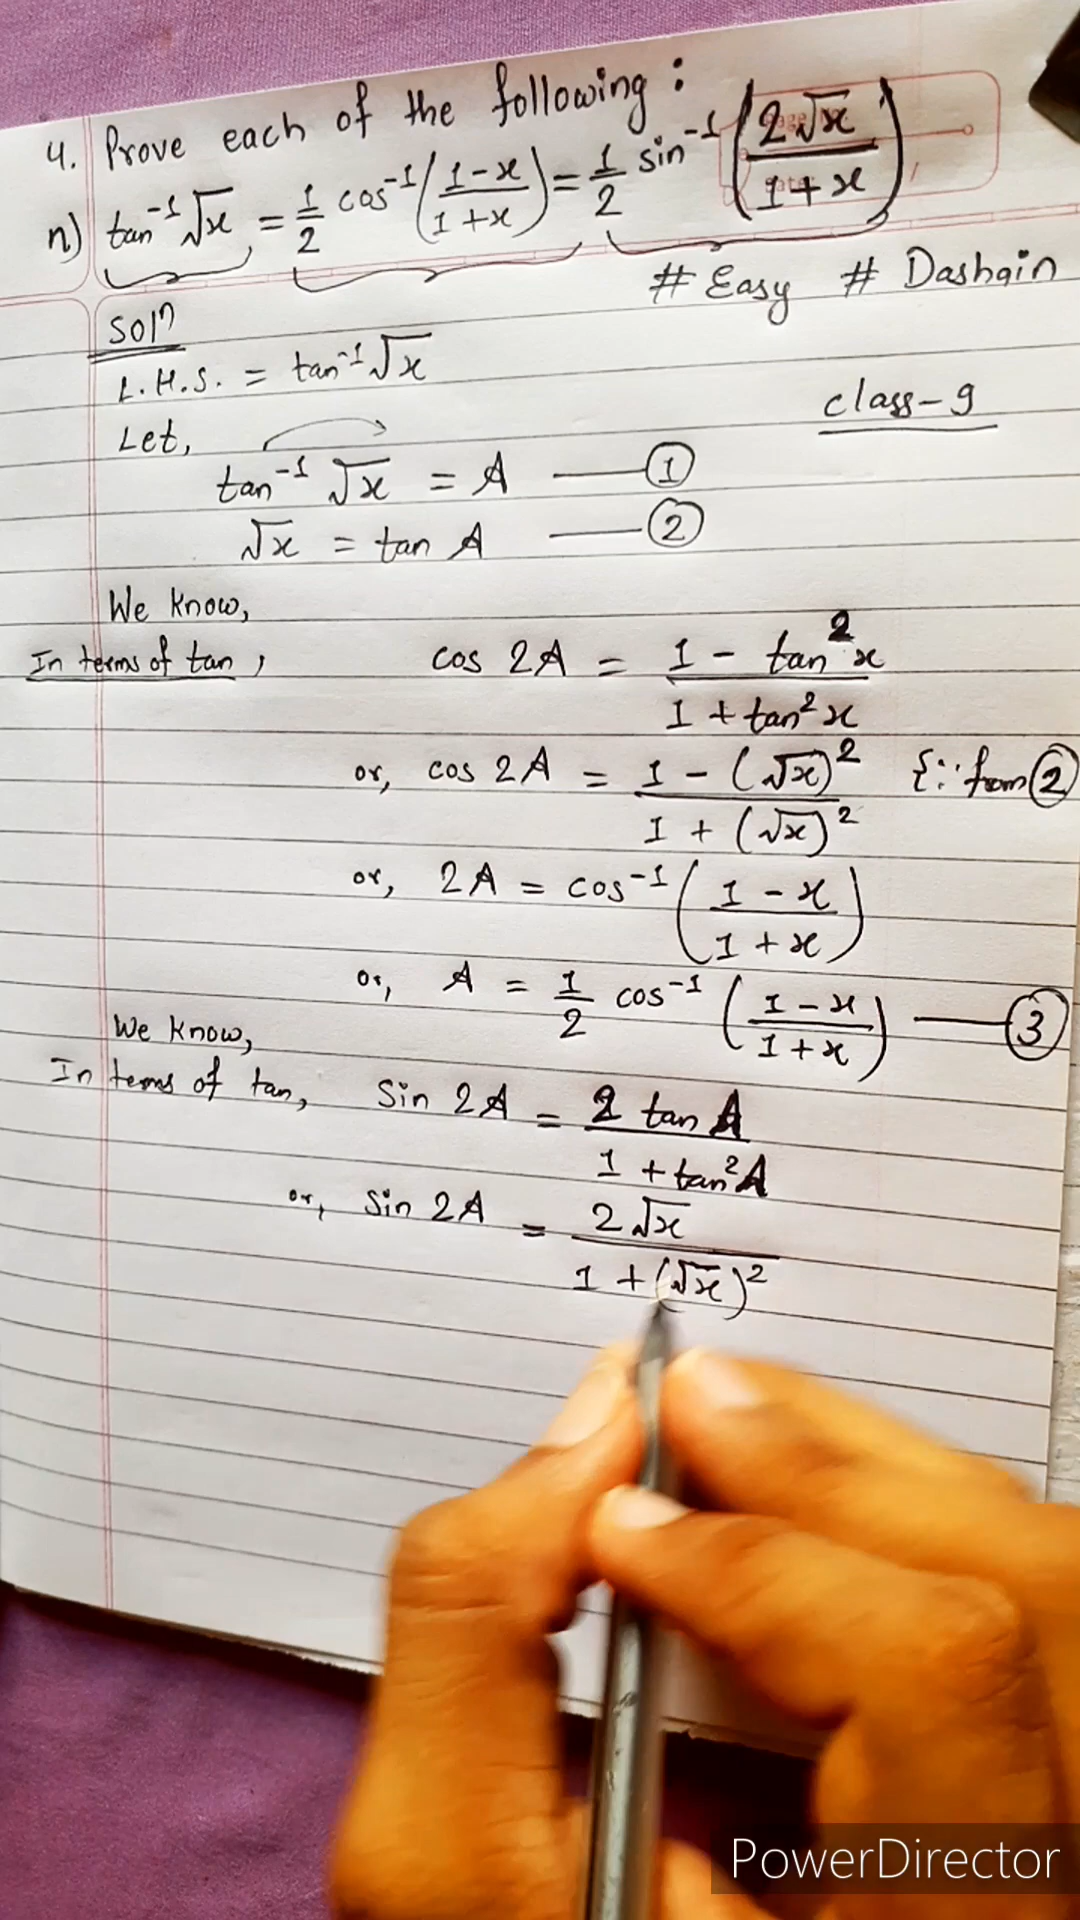 4. Prove each of the following :
n) tan⁻¹√x = 1/2 cos⁻¹((1-x)/(1+x)) = 1/2 sin⁻¹(2√x/(1+x))
# Easy # Dashain
Solⁿ
L.H.S. = tan⁻¹√x
class-9
Let,
tan⁻¹ √x = A —— ①
√x = tan A —— ②
We know,
In terms of tan, cos 2A = (1 - tan²x)/(1 + tan²x)
or, cos 2A = (1 - (√x)²)/(1 + (√x)²) {∵ from ②
or, 2A = cos⁻¹((1 - x)/(1 + x))
or, A = 1/2 cos⁻¹((1 - x)/(1 + x)) —— ③
We know,
In terms of tan, Sin 2A = (2 tan A)/(1 + tan²A)
or, Sin 2A = 2√x/(1 + (√x)²)
PowerDirector